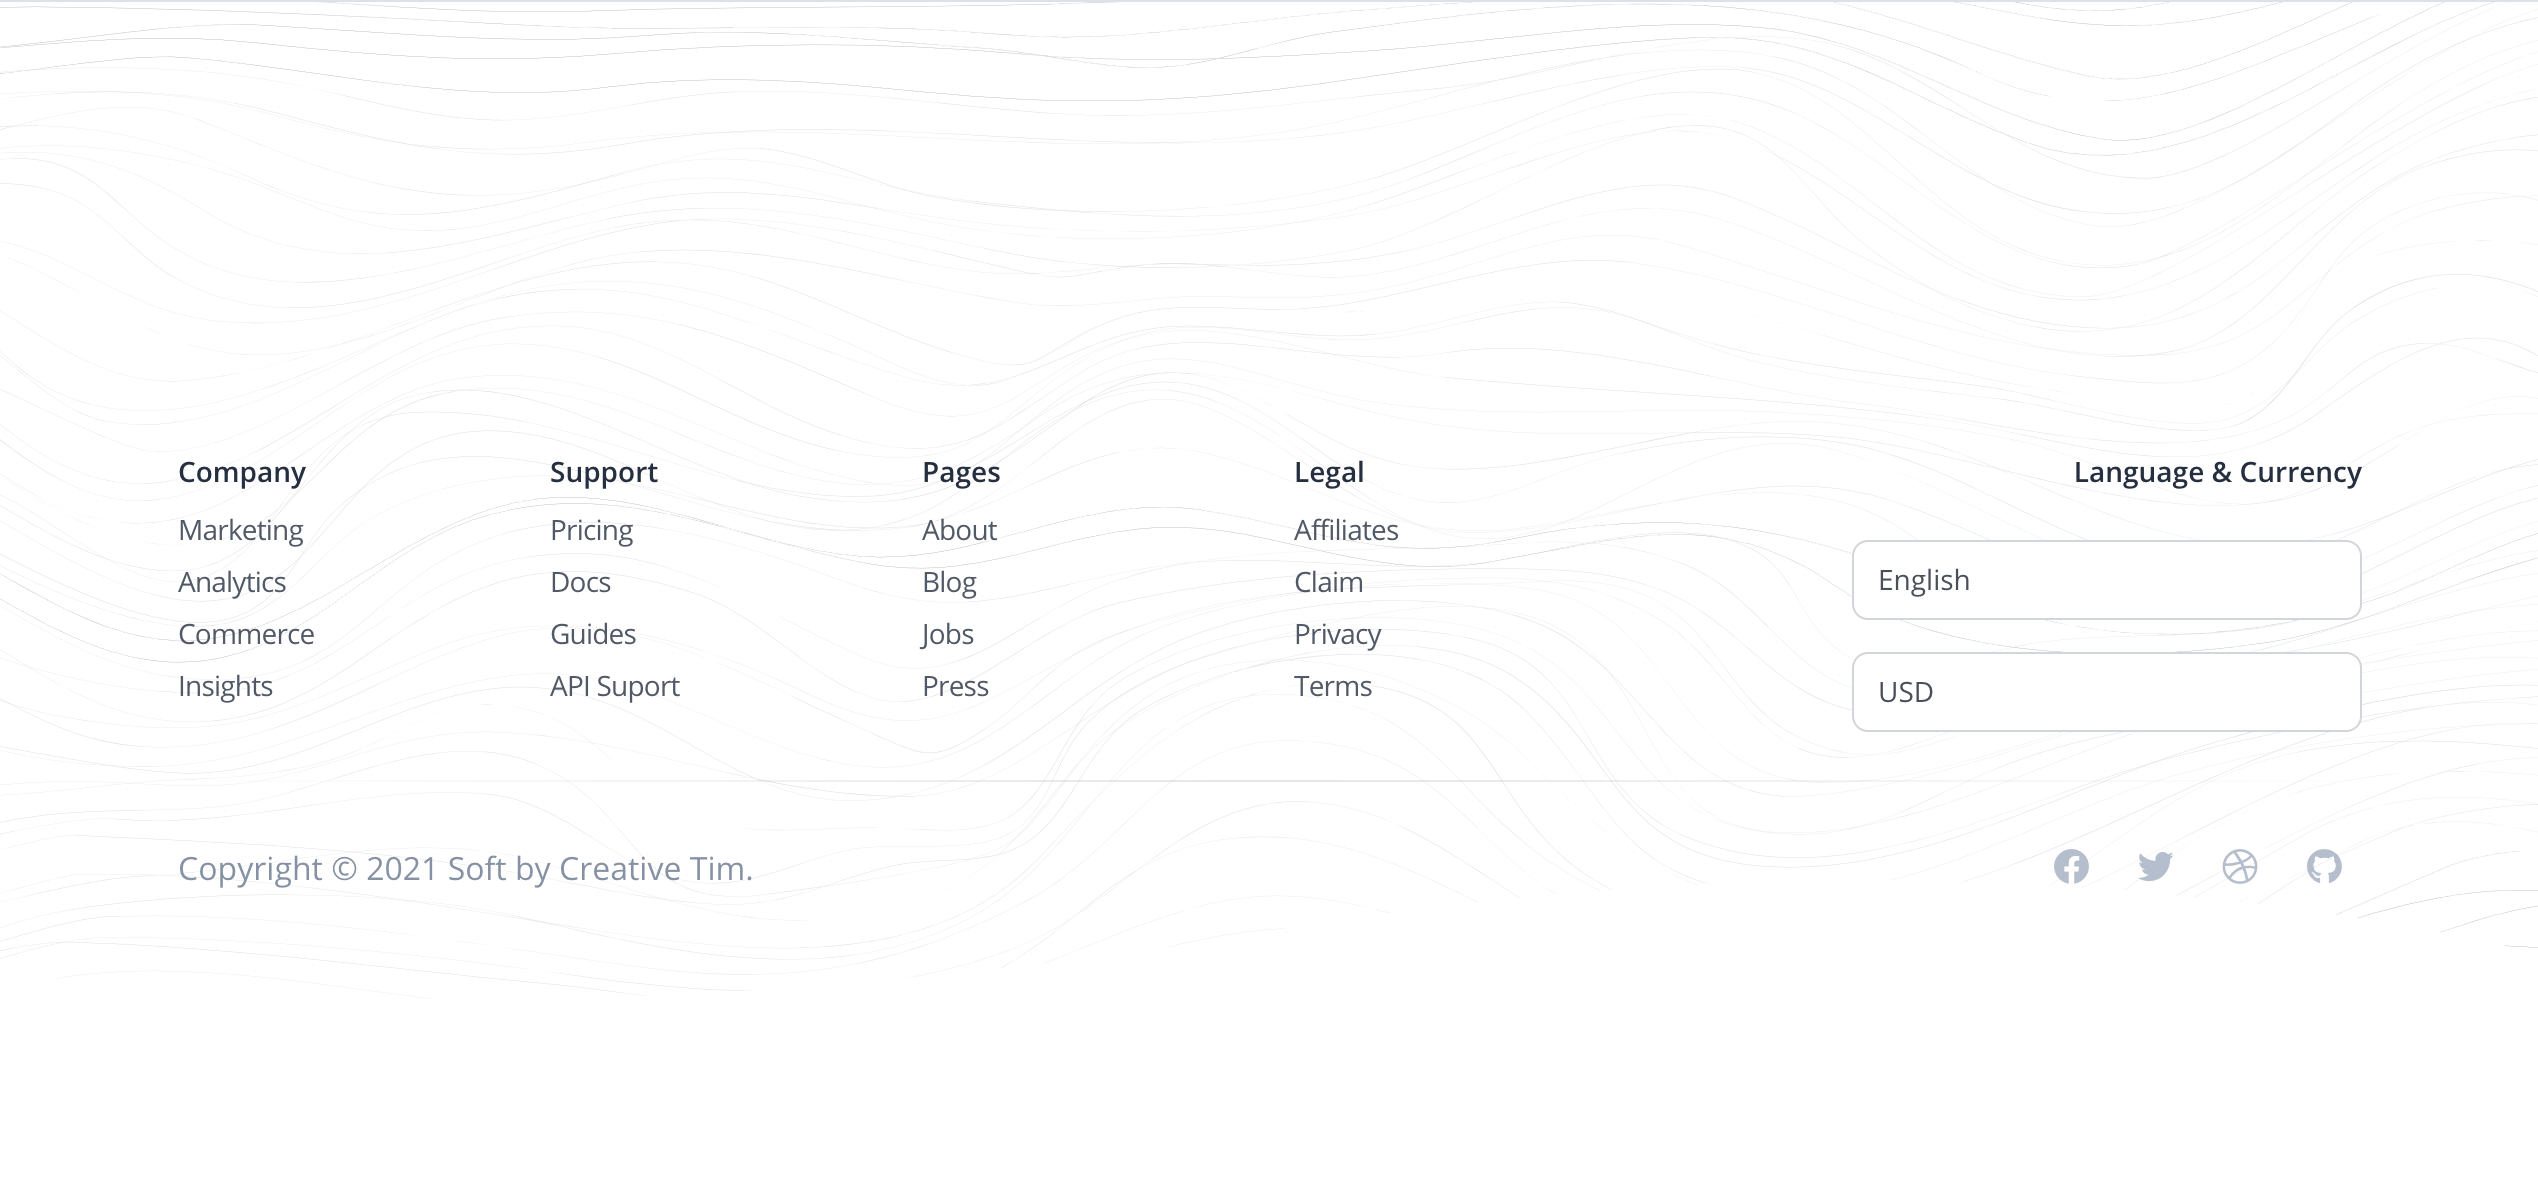 Company
Marketing
Analytics
Commerce
Insights
Support
Pricing
Docs
Guides
API Suport
Pages
About
Blog
Jobs
Press
Legal
Affiliates
Claim
Privacy
Terms
Language & Currency
English
USD
Copyright © 2021 Soft by Creative Tim.